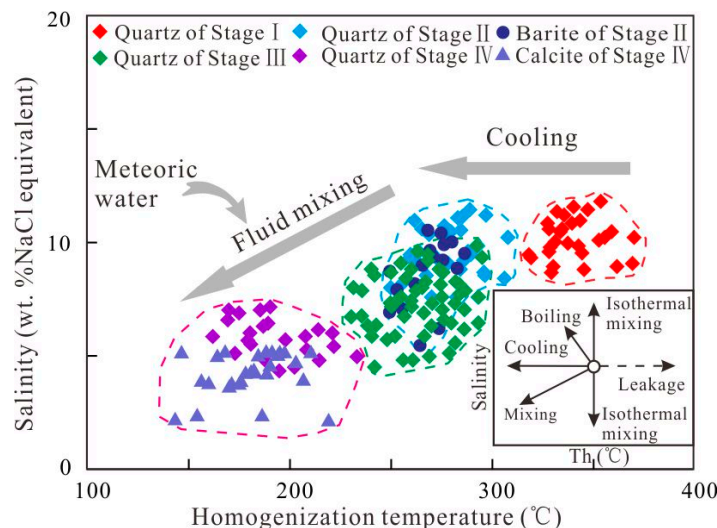 20
Quartz of Stage Ⅰ
Quartz of Stage Ⅱ
Barite of Stage Ⅱ
Quartz of Stage Ⅲ
Quartz of Stage Ⅳ
Calcite of Stage Ⅳ
Cooling
Meteoric
water
Fluid mixing
10
0
Salinity (wt. %NaCl equivalent)
Isothermal
mixing
Boiling
Cooling
Leakage
Mixing
Isothermal
mixing
Salinity
Th (℃)
100
200
300
400
Homogenization temperature (℃)